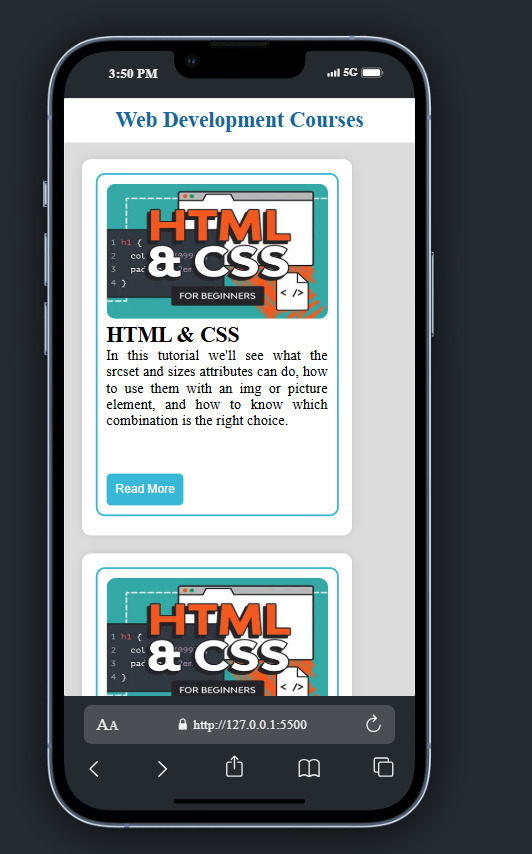 3:50 PM
5G
Web Development Courses
HTML
& CSS
1 h1 {
2 col
3 pad
4 }
</>
FOR BEGINNERS
HTML & CSS
In this tutorial we'll see what the
srcset and sizes attributes can do, how
to use them with an img or picture
element, and how to know which
combination is the right choice.
Read More
HTML
& CSS
1 h1 {
2 col
3 pad
</>
FOR BEGINNERS
AA
http://127.0.0.1:5500